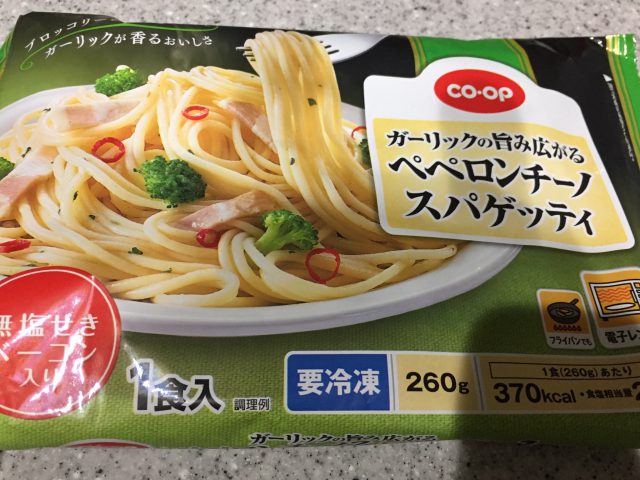 ブロッコリー
ガーリックが香るおいしさ
CO·OP
ガーリックの旨み広がる
ペペロンチーノ
スパゲッティ
無塩せき
ベーコン
入り
1食入
調理例
要冷凍
260g
フライパンでも
電子レ
1食(260g)あたり
370kcal・食塩相当量
ガーリックの旨み広がる